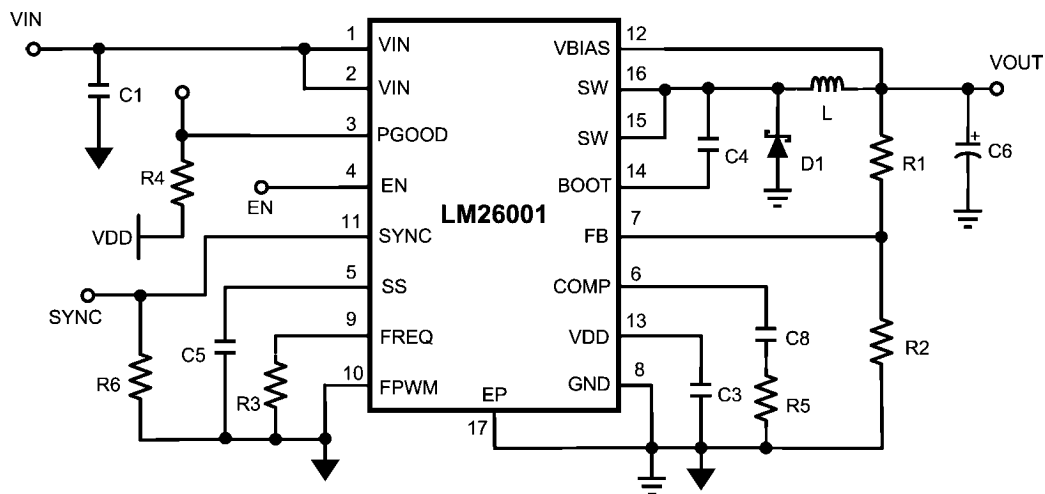 VIN
VOUT
LM26001
1
VIN
2
VIN
3
PGOOD
4
EN
11
SYNC
5
SS
9
FREQ
10
FPWM
EP
17
12
VBIAS
16
SW
15
SW
14
BOOT
7
FB
6
COMP
13
VDD
8
GND
C1
R4
VDD
EN
SYNC
R6
C5
R3
C4
D1
L
R1
C6
+
R2
C8
R5
C3